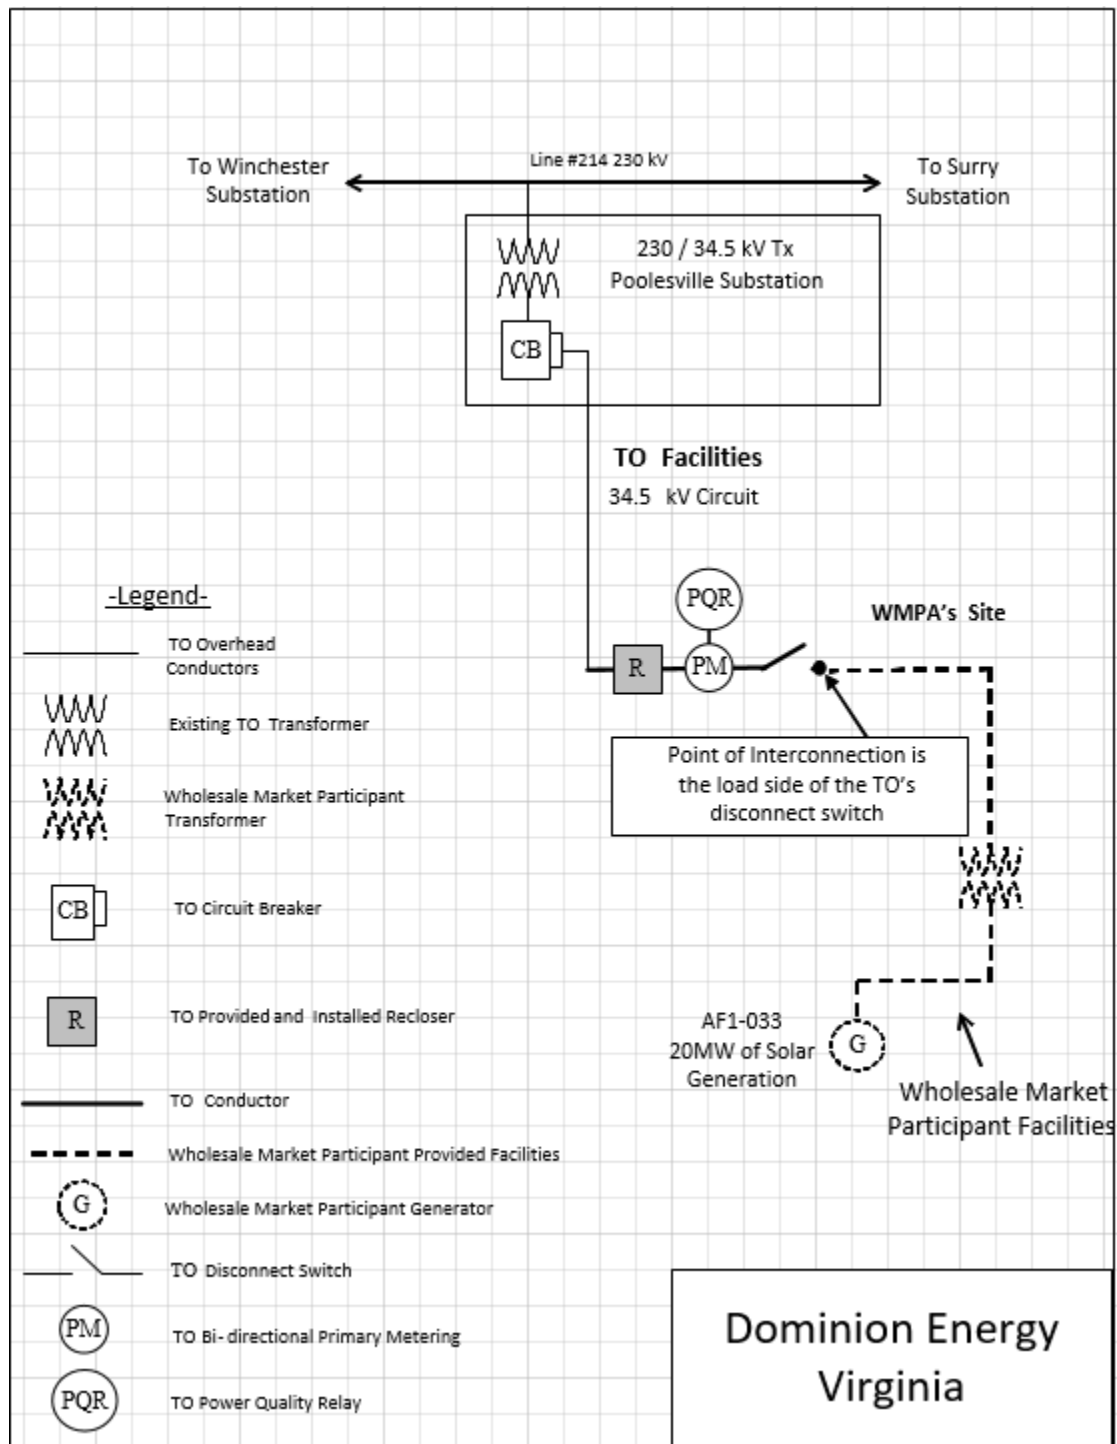 Line #214 230 kV
To Winchester
Substation
To Surry
Substation
230 / 34.5 kV Tx
Poolesville Substation
CB
TO Facilities
34.5 kV Circuit
PQR
WMPA's Site
R
PM
Point of Interconnection is
the load side of the TO's
disconnect switch
AF1-033
20MW of Solar
Generation
G
Wholesale Market
Participant Facilities
-Legend-
TO Overhead
Conductors
Existing TO Transformer
Wholesale Market Participant
Transformer
CB
TO Circuit Breaker
R
TO Provided and Installed Recloser
TO Conductor
Wholesale Market Participant Provided Facilities
G
Wholesale Market Participant Generator
TO Disconnect Switch
PM
TO Bi- directional Primary Metering
PQR
TO Power Quality Relay
Dominion Energy
Virginia